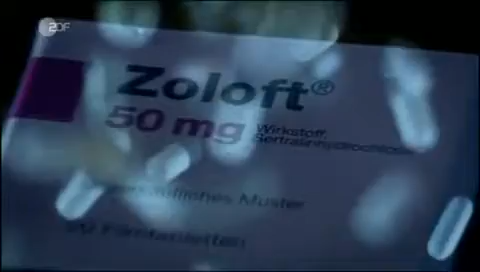 ZDF
Zoloft®
50 mg
Wirkstoff:
Sertralinhydrochlorid
Muster
Filmtabletten